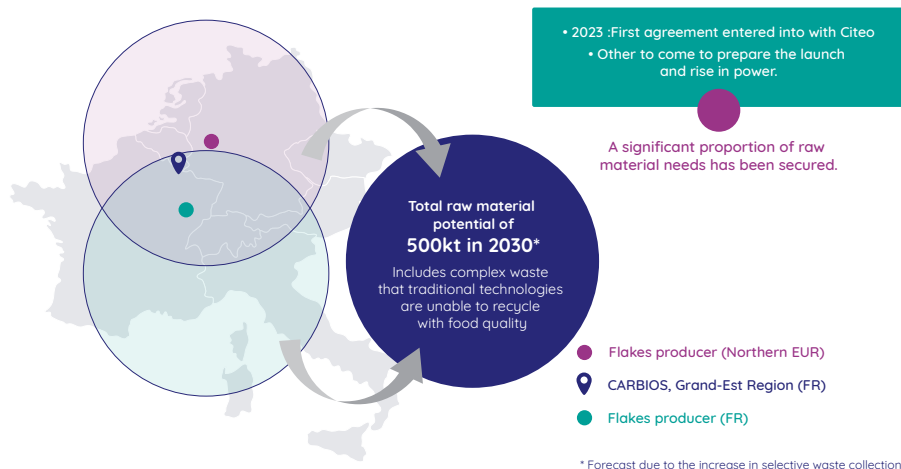 • 2023 :First agreement entered into with Citeo
• Other to come to prepare the launch
and rise in power.
A significant proportion of raw
material needs has been secured.
Total raw material
potential of
500kt in 2030*
Includes complex waste
that traditional technologies
are unable to recycle
with food quality
Flakes producer (Northern EUR)
CARBIOS, Grand-Est Region (FR)
Flakes producer (FR)
* Forecast due to the increase in selective waste collection